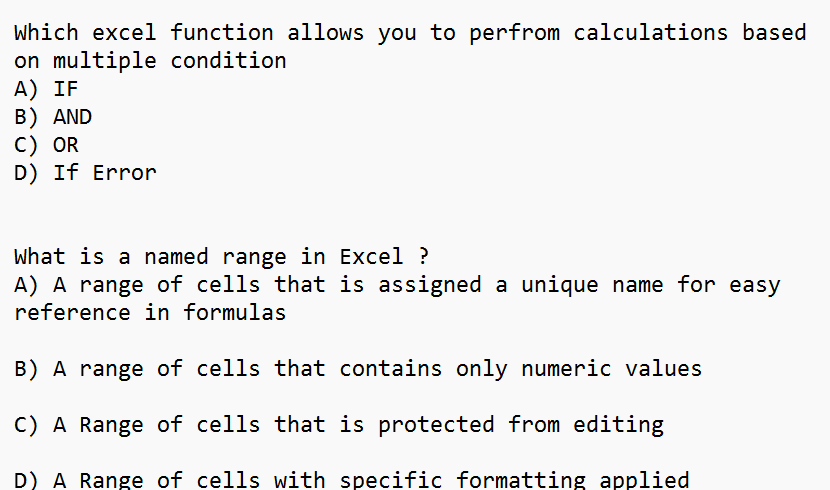 Which excel function allows you to perfrom calculations based
on multiple condition
A) IF
B) AND
C) OR
D) If Error
What is a named range in Excel ?
A) A range of cells that is assigned a unique name for easy
reference in formulas
B) A range of cells that contains only numeric values
C) A Range of cells that is protected from editing
D) A Range of cells with specific formatting applied